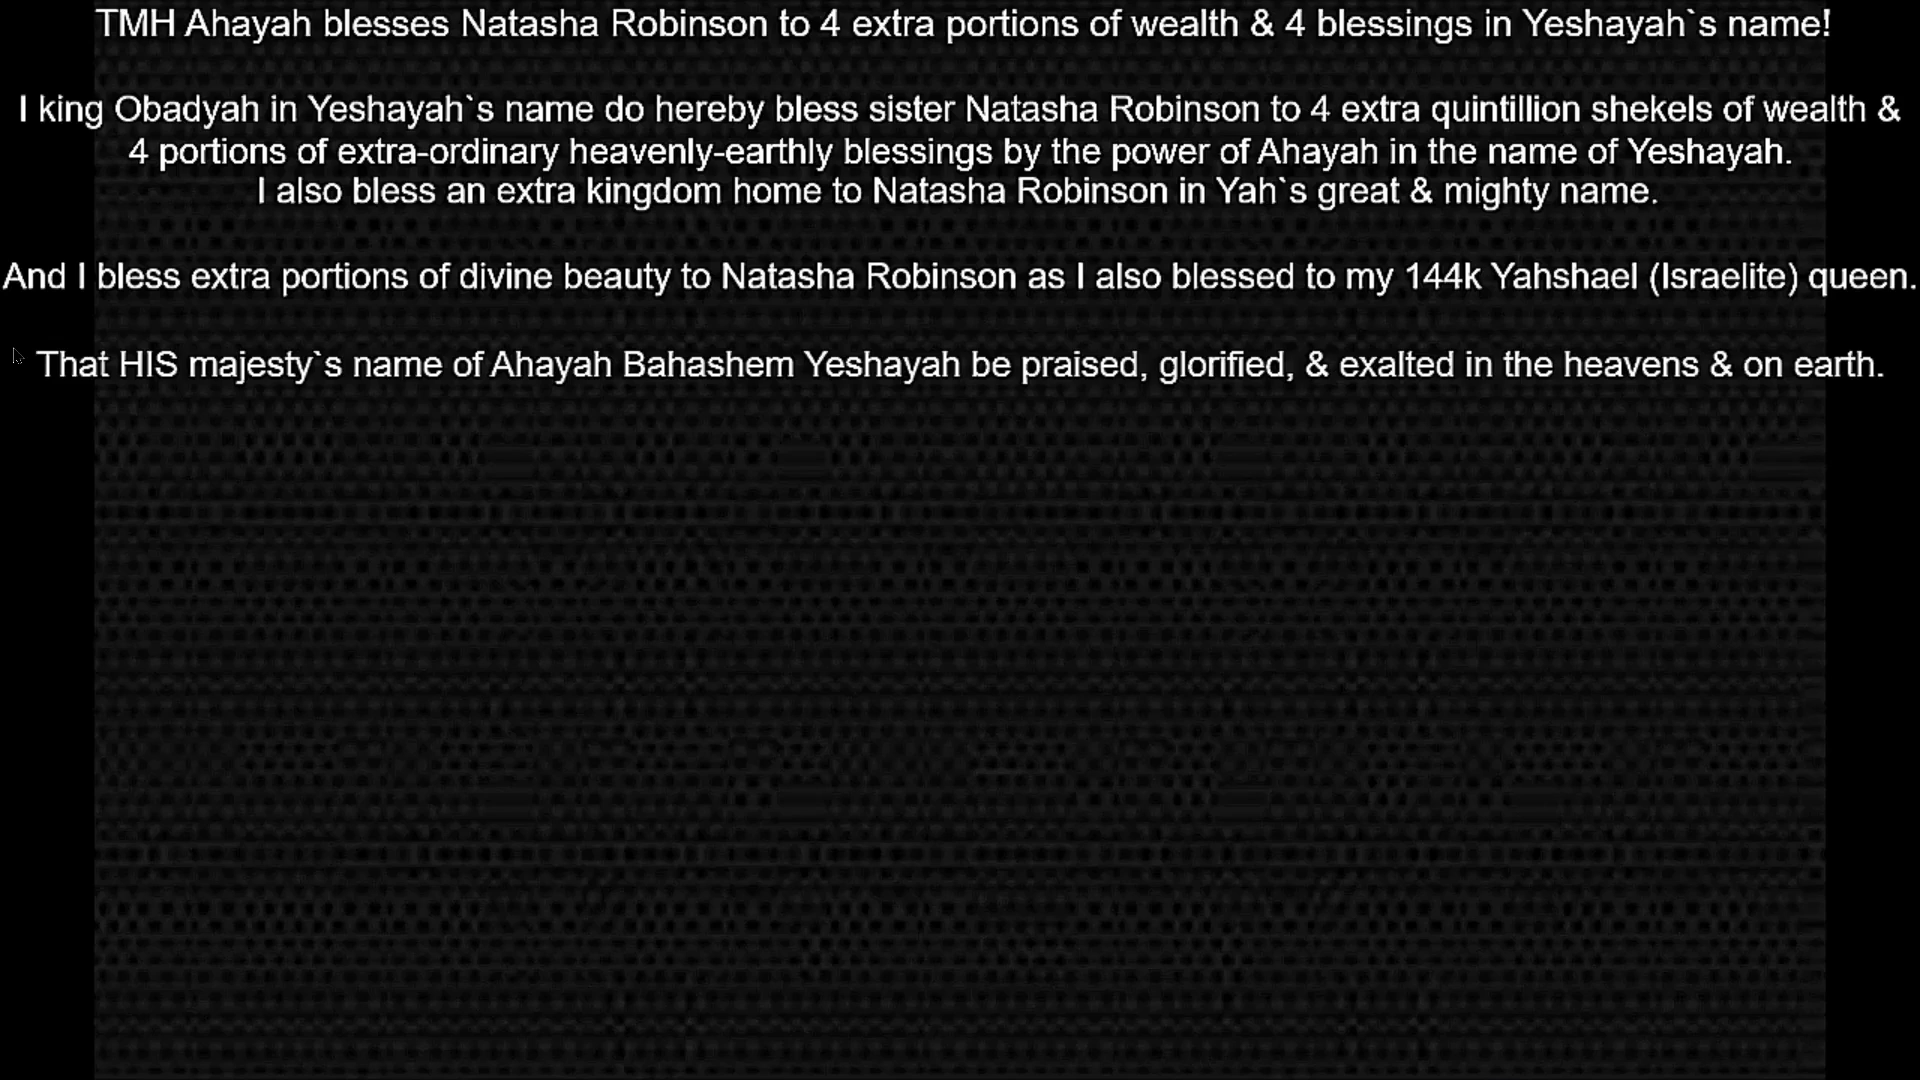 TMH Ahayah blesses Natasha Robinson to 4 extra portions of wealth & 4 blessings in Yeshayah`s name!
I king Obadyah in Yeshayah`s name do hereby bless sister Natasha Robinson to 4 extra quintillion shekels of wealth &
4 portions of extra-ordinary heavenly-earthly blessings by the power of Ahayah in the name of Yeshayah.
I also bless an extra kingdom home to Natasha Robinson in Yah`s great & mighty name.
And I bless extra portions of divine beauty to Natasha Robinson as I also blessed to my 144k Yahshael (Israelite) queen.
That HIS majesty`s name of Ahayah Bahashem Yeshayah be praised, glorified, & exalted in the heavens & on earth.